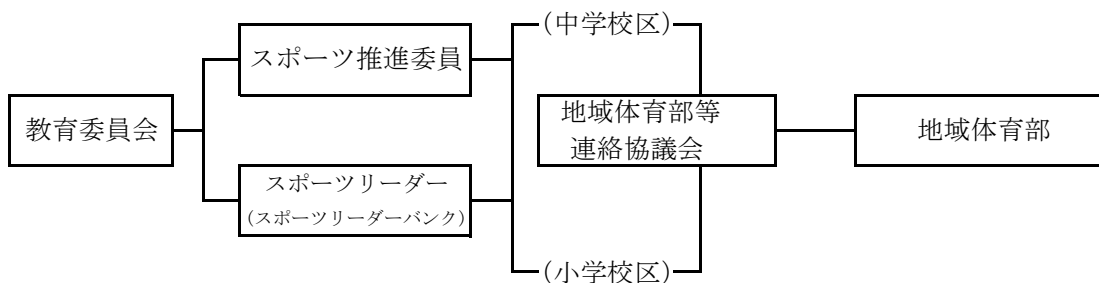 教育委員会
スポーツ推進委員
スポーツリーダー
(スポーツリーダーバンク)
(中学校区)
地域体育部等
連絡協議会
(小学校区)
地域体育部